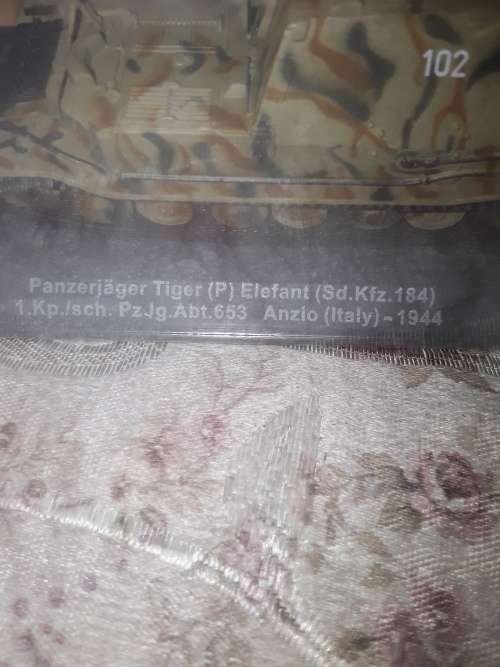 102
Panzerjäger Tiger (P) Elefant (Sd.Kfz.184)
1.Kp./sch. PzJg.Abt.653 Anzio (Italy) - 1944